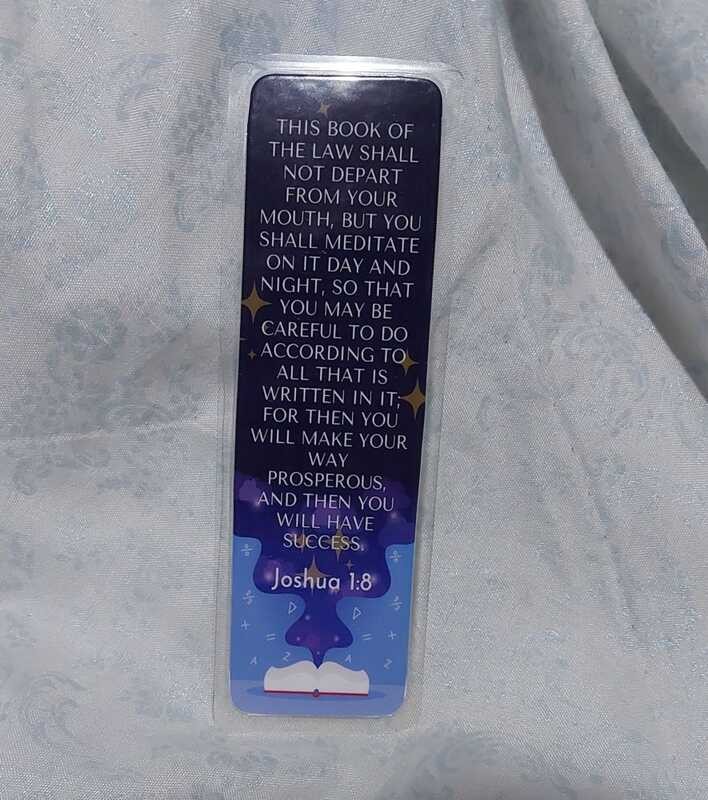 THIS BOOK OF
THE LAW SHALL
NOT DEPART
FROM YOUR
MOUTH, BUT YOU
SHALL MEDITATE
ON IT DAY AND
NIGHT, SO THAT
YOU MAY BE
CAREFUL TO DO
ACCORDING TO
ALL THAT IS
WRITTEN IN IT;
FOR THEN YOU
WILL MAKE YOUR
WAY
PROSPEROUS,
AND THEN YOU
WILL HAVE
SUCCESS.
Joshua 1:8
A Z A Z